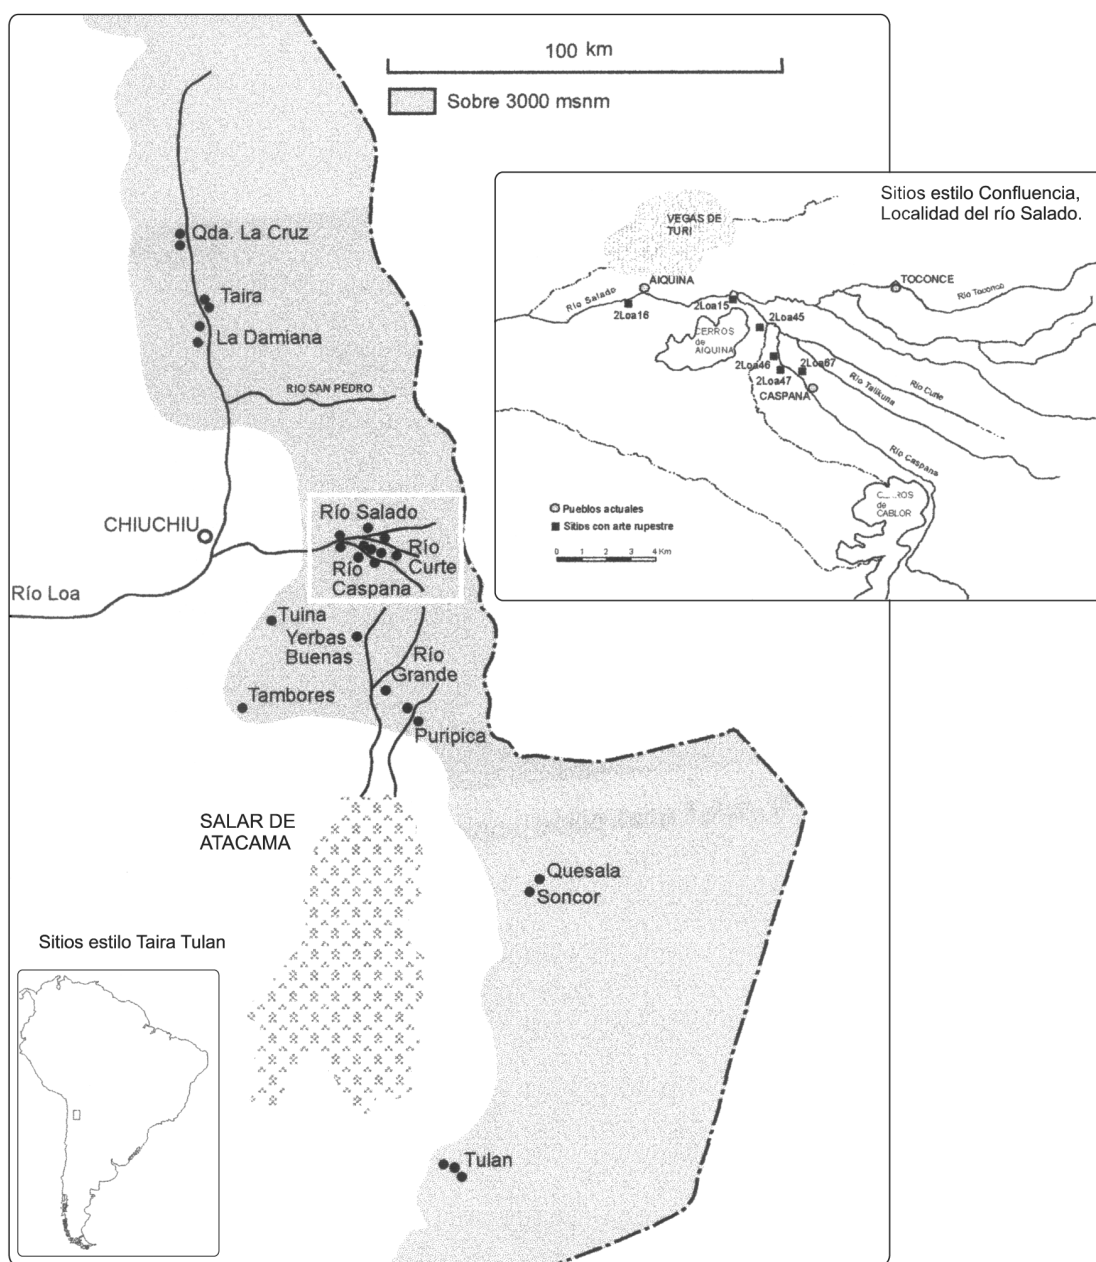 100 km
Sobre 3000 msnm
Qda. La Cruz
Taira
La Damiana
RIO SAN PEDRO
CHIUCHIU
Río Salado
Río
Curte
Río
Caspana
Río Loa
Tuina
Yerbas
Buenas
Río
Grande
Tambores
Puripica
SALAR DE
ATACAMA
Quesala
Soncor
Sitios estilo Taira Tulan
Tulan
Sitios estilo Confluencia,
Localidad del río Salado.
VEGAS DE
TURI
AIQUINA
TOCONCE
Río Salado
Río Toconce
2Loa16
2Loa15
2Loa45
CERROS
de
AIQUINA
2Loa46
2Loa67
2Loa47
CASPANA
Río Talikuna
Río Curte
Río Caspana
de
CABLOR
Pueblos actuales
Sitios con arte rupestre
0 1 2 3 4 Km